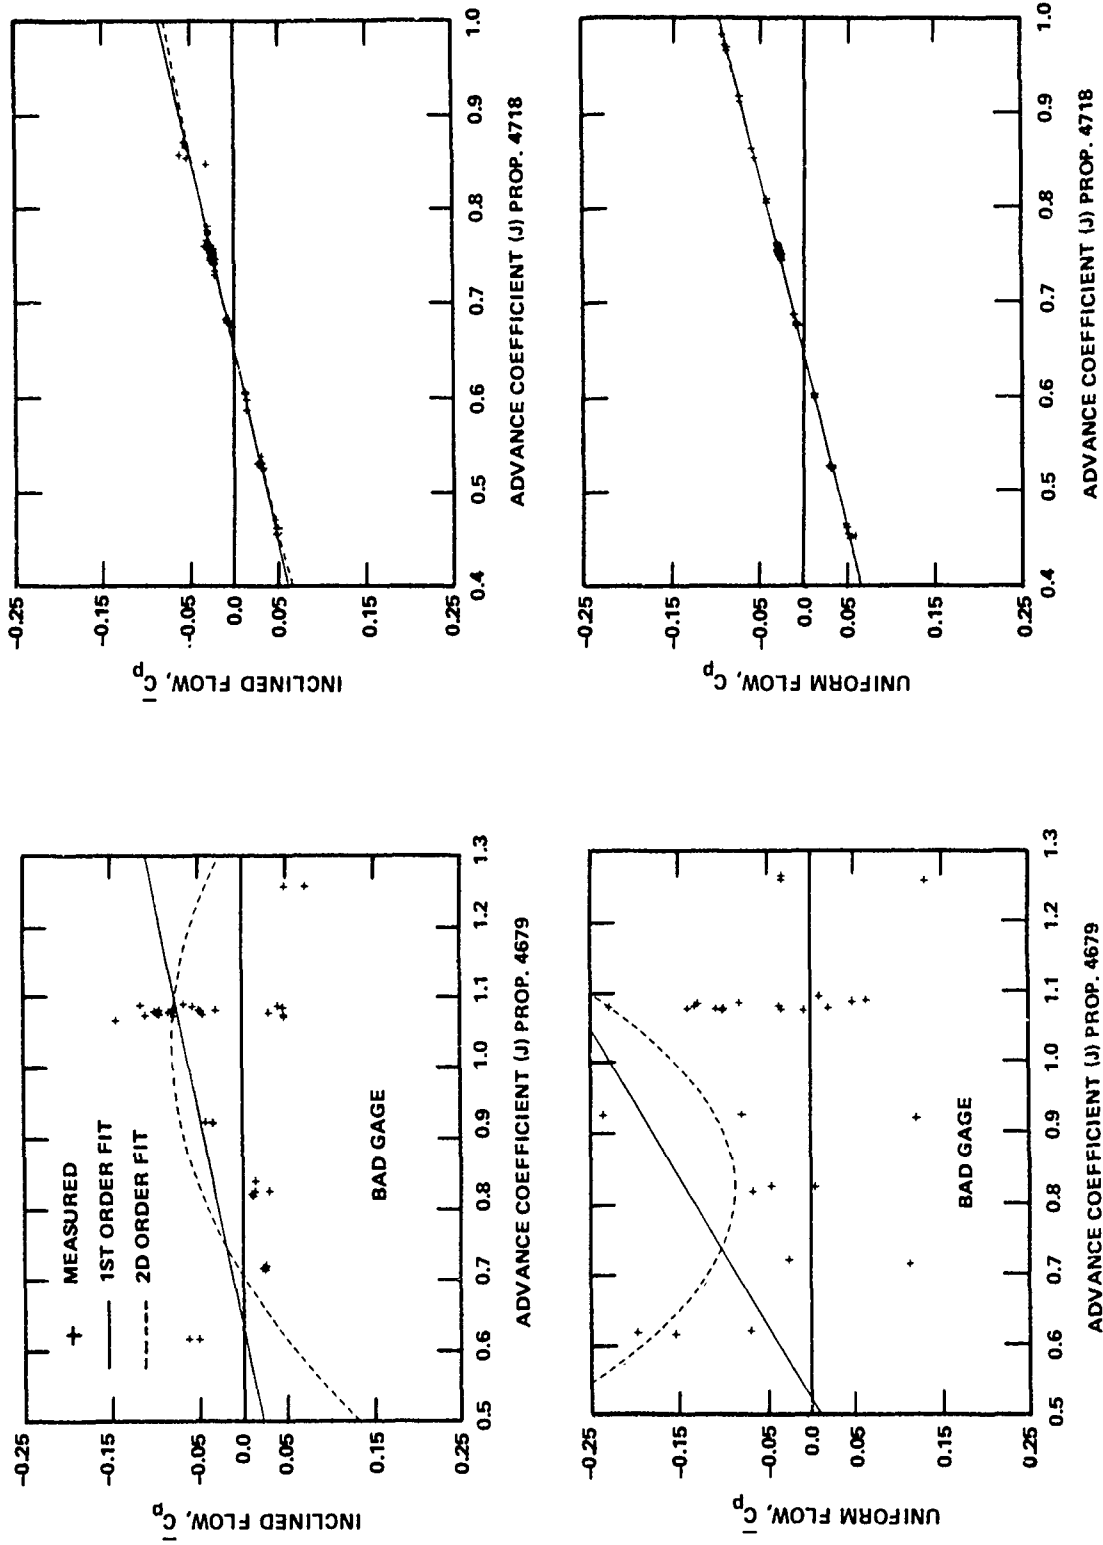 -0.25
-0.15
-0.05
0.0
0.05
0.15
0.25
INCLINED FLOW, C̅p
+ MEASURED
1ST ORDER FIT
2D ORDER FIT
BAD GAGE
0.5 0.6 0.7 0.8 0.9 1.0 1.1 1.2 1.3
ADVANCE COEFFICIENT (J) PROP. 4679
-0.25
-0.15
-0.05
0.0
0.05
0.15
0.25
INCLINED FLOW, C̅p
0.4 0.5 0.6 0.7 0.8 0.9 1.0
ADVANCE COEFFICIENT (J) PROP. 4718
-0.25
-0.15
-0.05
0.0
0.05
0.15
0.25
UNIFORM FLOW, C̅p
BAD GAGE
0.5 0.6 0.7 0.8 0.9 1.0 1.1 1.2 1.3
ADVANCE COEFFICIENT (J) PROP. 4679
-0.25
-0.15
-0.05
0.0
0.05
0.15
0.25
UNIFORM FLOW, Cp
0.4 0.5 0.6 0.7 0.8 0.9 1.0
ADVANCE COEFFICIENT (J) PROP. 4718